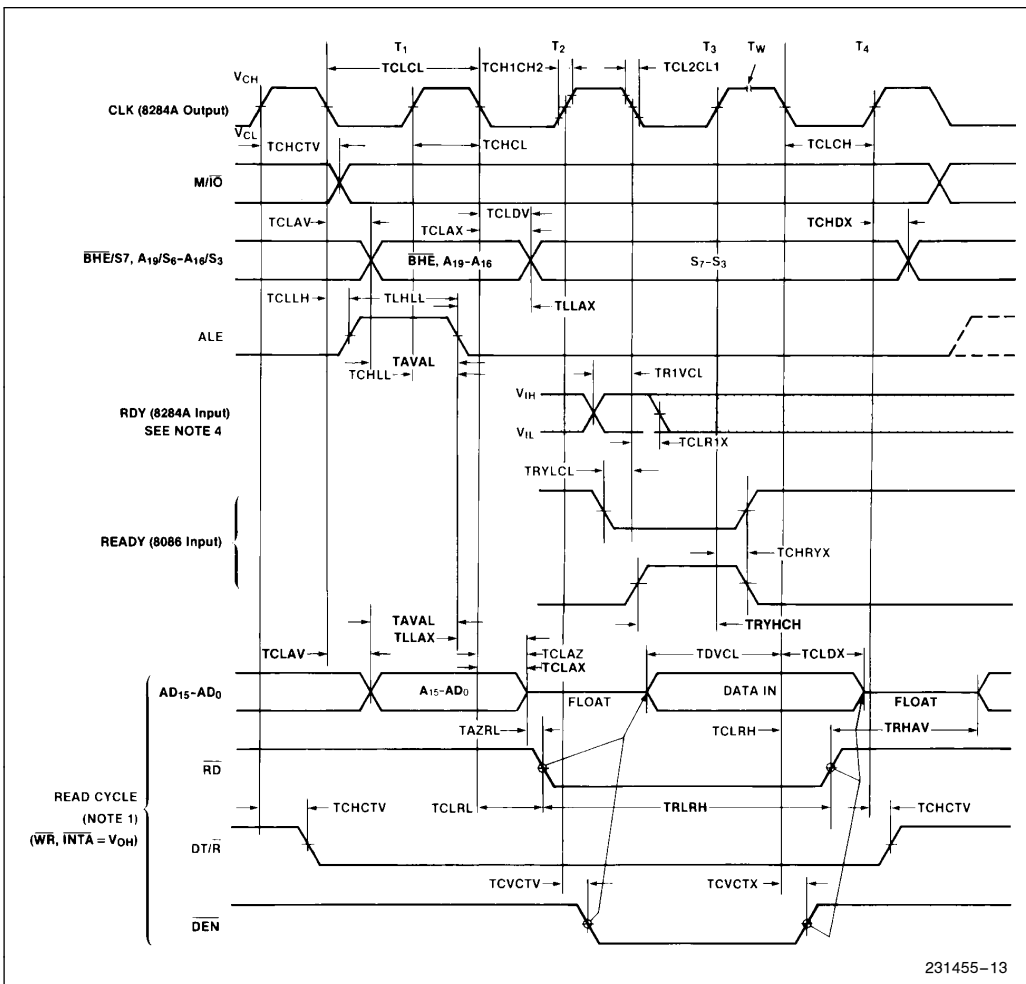 T1 T2 T3 TW T4
TCLCL TCH1CH2 TCL2CL1
VCH
CLK (8284A Output)
VCL
TCHCTV TCHCL TCLCH
M/IO
TCLDV
TCLAV TCLAX TCHDX
BHE/S7, A19/S6–A16/S3 BHE, A19–A16 S7–S3
TCLLH TLHLL TLLAX
ALE
TAVAL
TCHLL TR1VCL
VIH
RDY (8284A Input)
SEE NOTE 4
VIL
TCLR1X
TRYLCL
READY (8086 Input)
TCHRYX
TAVAL TRYHCH
TLLAX
TCLAV TCLAZ TDVCL TCLDX
TCLAX
AD15–AD0 A15–AD0 FLOAT DATA IN FLOAT
TAZRL TCLRH TRHAV
RD
READ CYCLE
(NOTE 1)
(WR, INTA = VOH)
TCHCTV TCLRL TRLRH TCHCTV
DT/R
TCVCTV TCVCTX
DEN
231455–13